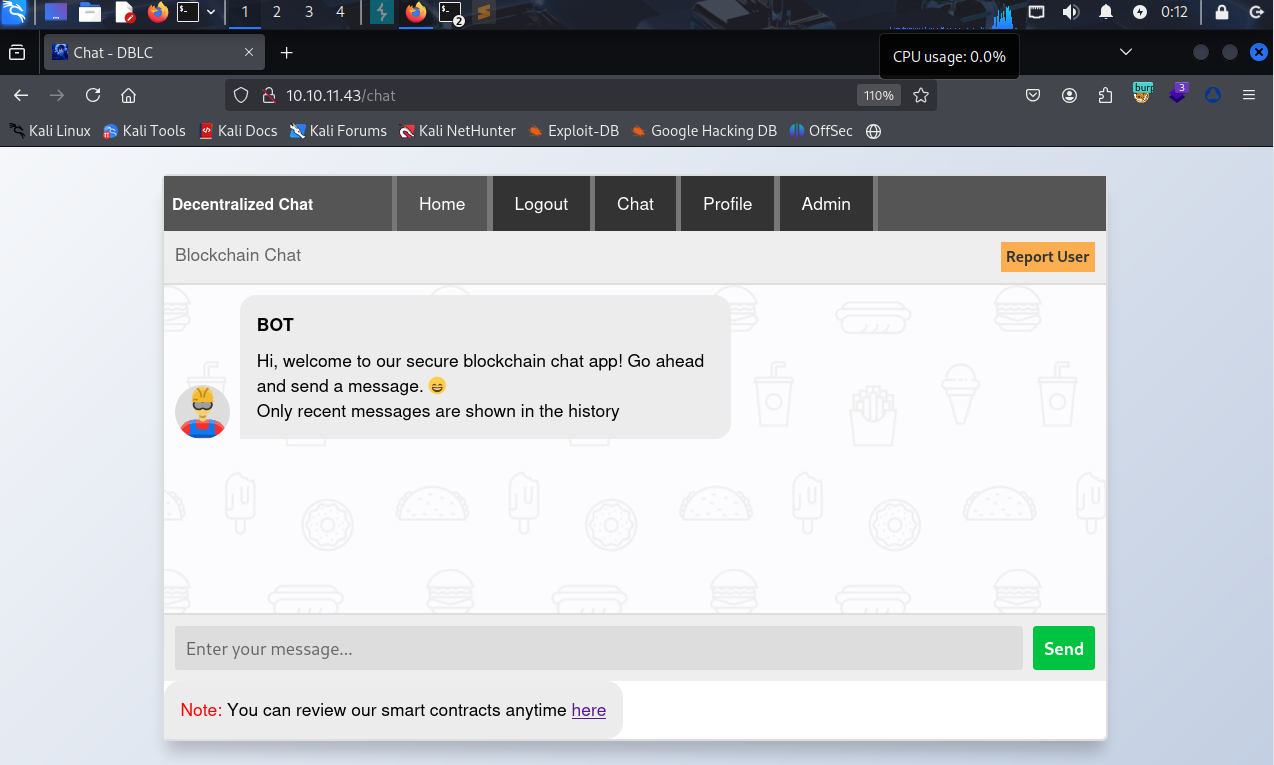 1 2 3 4 2 0:12
Chat - DBLC
CPU usage: 0.0%
10.10.11.43/chat 110% burp 3
Kali Linux Kali Tools Kali Docs Kali Forums Kali NetHunter Exploit-DB Google Hacking DB OffSec
Decentralized Chat Home Logout Chat Profile Admin
Blockchain Chat Report User
BOT
Hi, welcome to our secure blockchain chat app! Go ahead
and send a message. 😄
Only recent messages are shown in the history
Enter your message... Send
Note: You can review our smart contracts anytime here